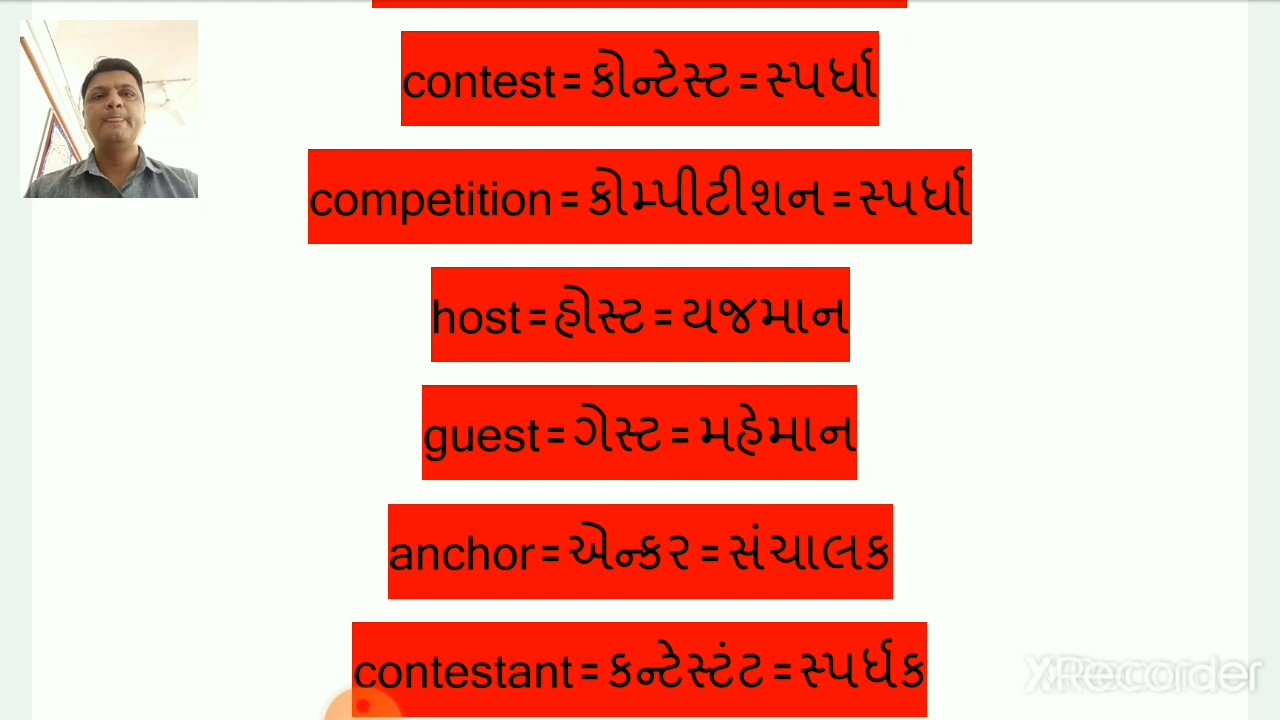 contest = કોન્ટેસ્ટ = સ્પર્ધા
competition = કોમ્પીટીશન = સ્પર્ધા
host = હોસ્ટ = યજમાન
guest = ગેસ્ટ = મહેમાન
anchor = એન્કર = સંચાલક
contestant = કન્ટેસ્ટંટ = સ્પર્ધક
XRecorder